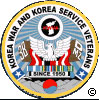 KOREA WAR AND KOREA SERVICE VETERANS
SINCE 1950
©